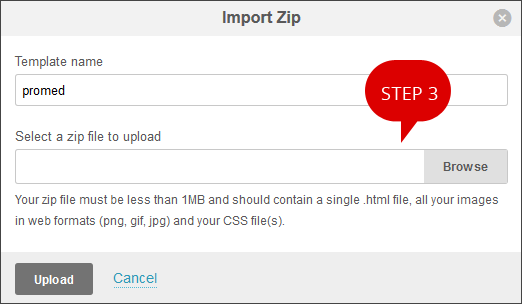 Import Zip
Template name
promed
STEP 3
Select a zip file to upload
Browse
Your zip file must be less than 1MB and should contain a single .html file, all your images
in web formats (png, gif, jpg) and your CSS file(s).
Upload
Cancel